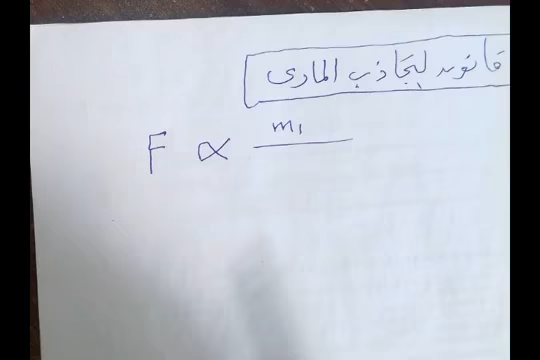 قانون التجاذب المادى
F ∝ m₁